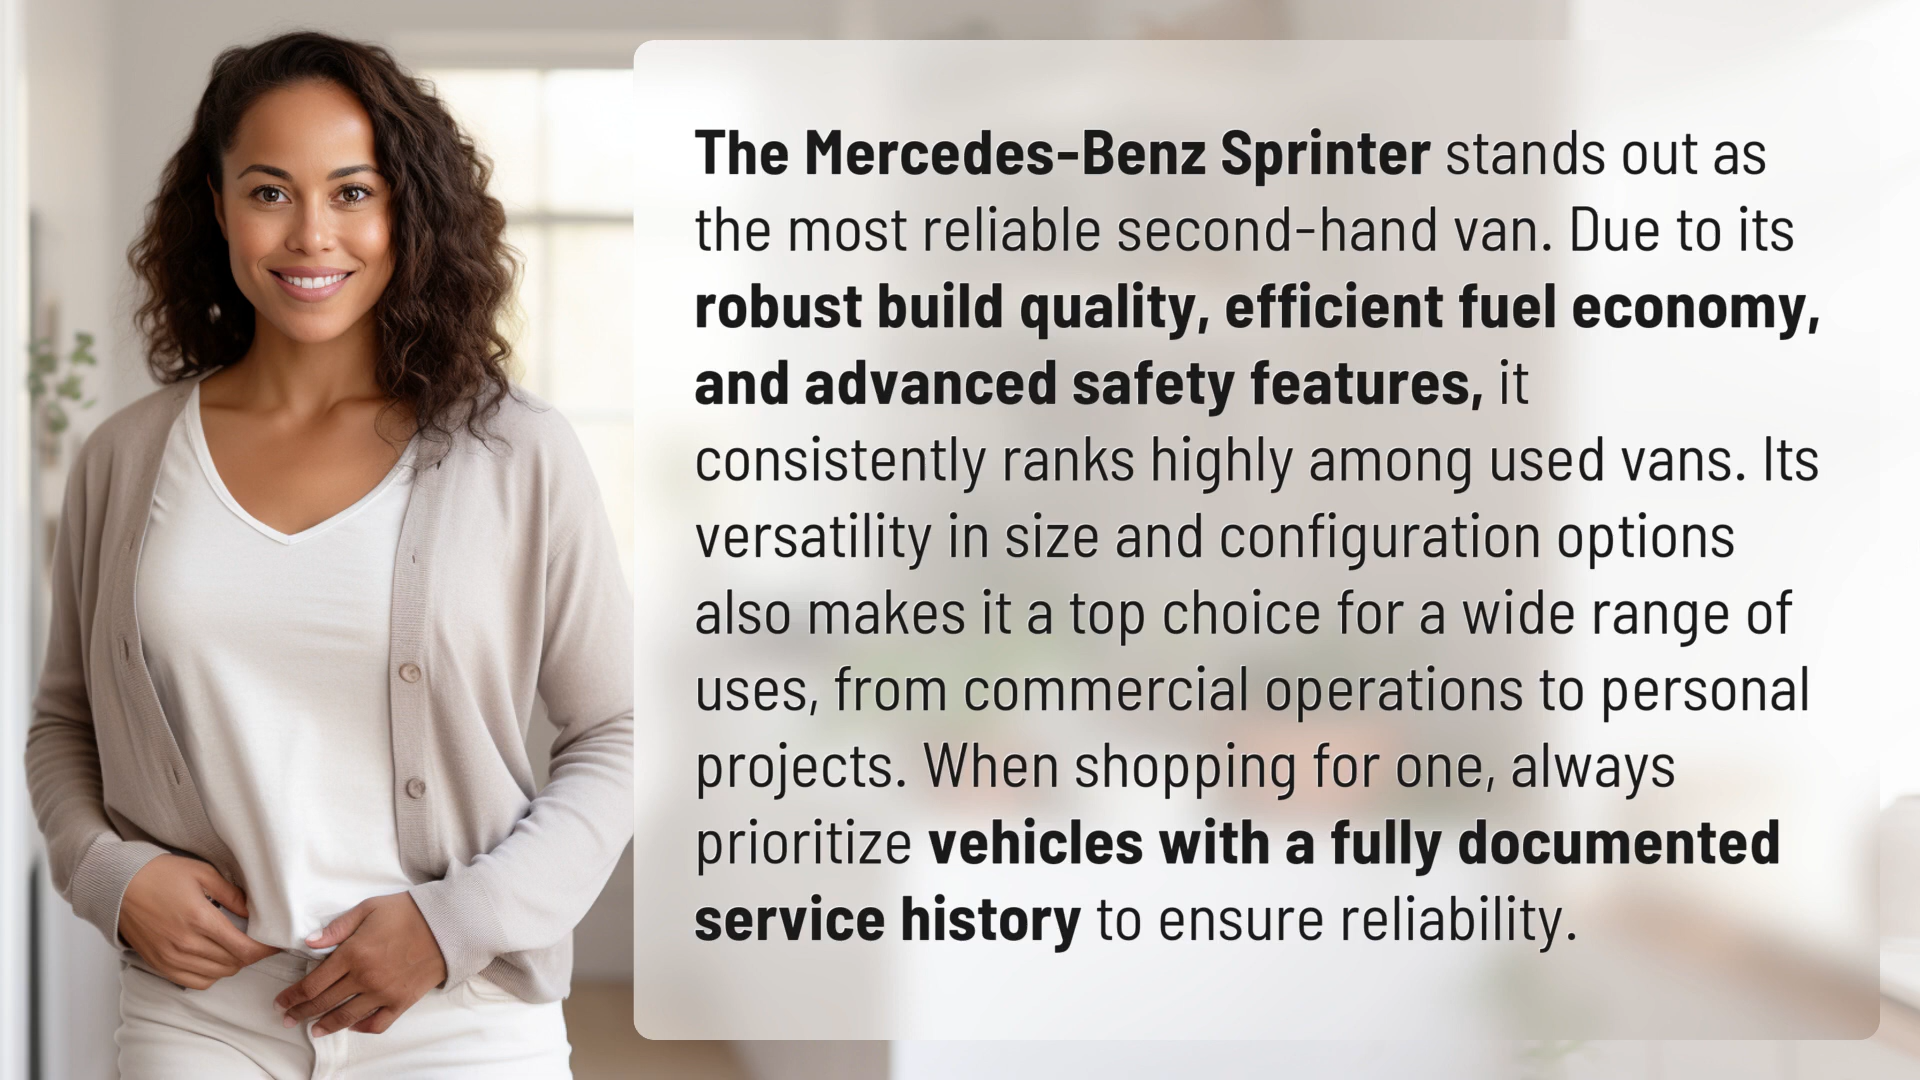 The Mercedes-Benz Sprinter stands out as
the most reliable second-hand van. Due to its
robust build quality, efficient fuel economy,
and advanced safety features, it
consistently ranks highly among used vans. Its
versatility in size and configuration options
also makes it a top choice for a wide range of
uses, from commercial operations to personal
projects. When shopping for one, always
prioritize vehicles with a fully documented
service history to ensure reliability.